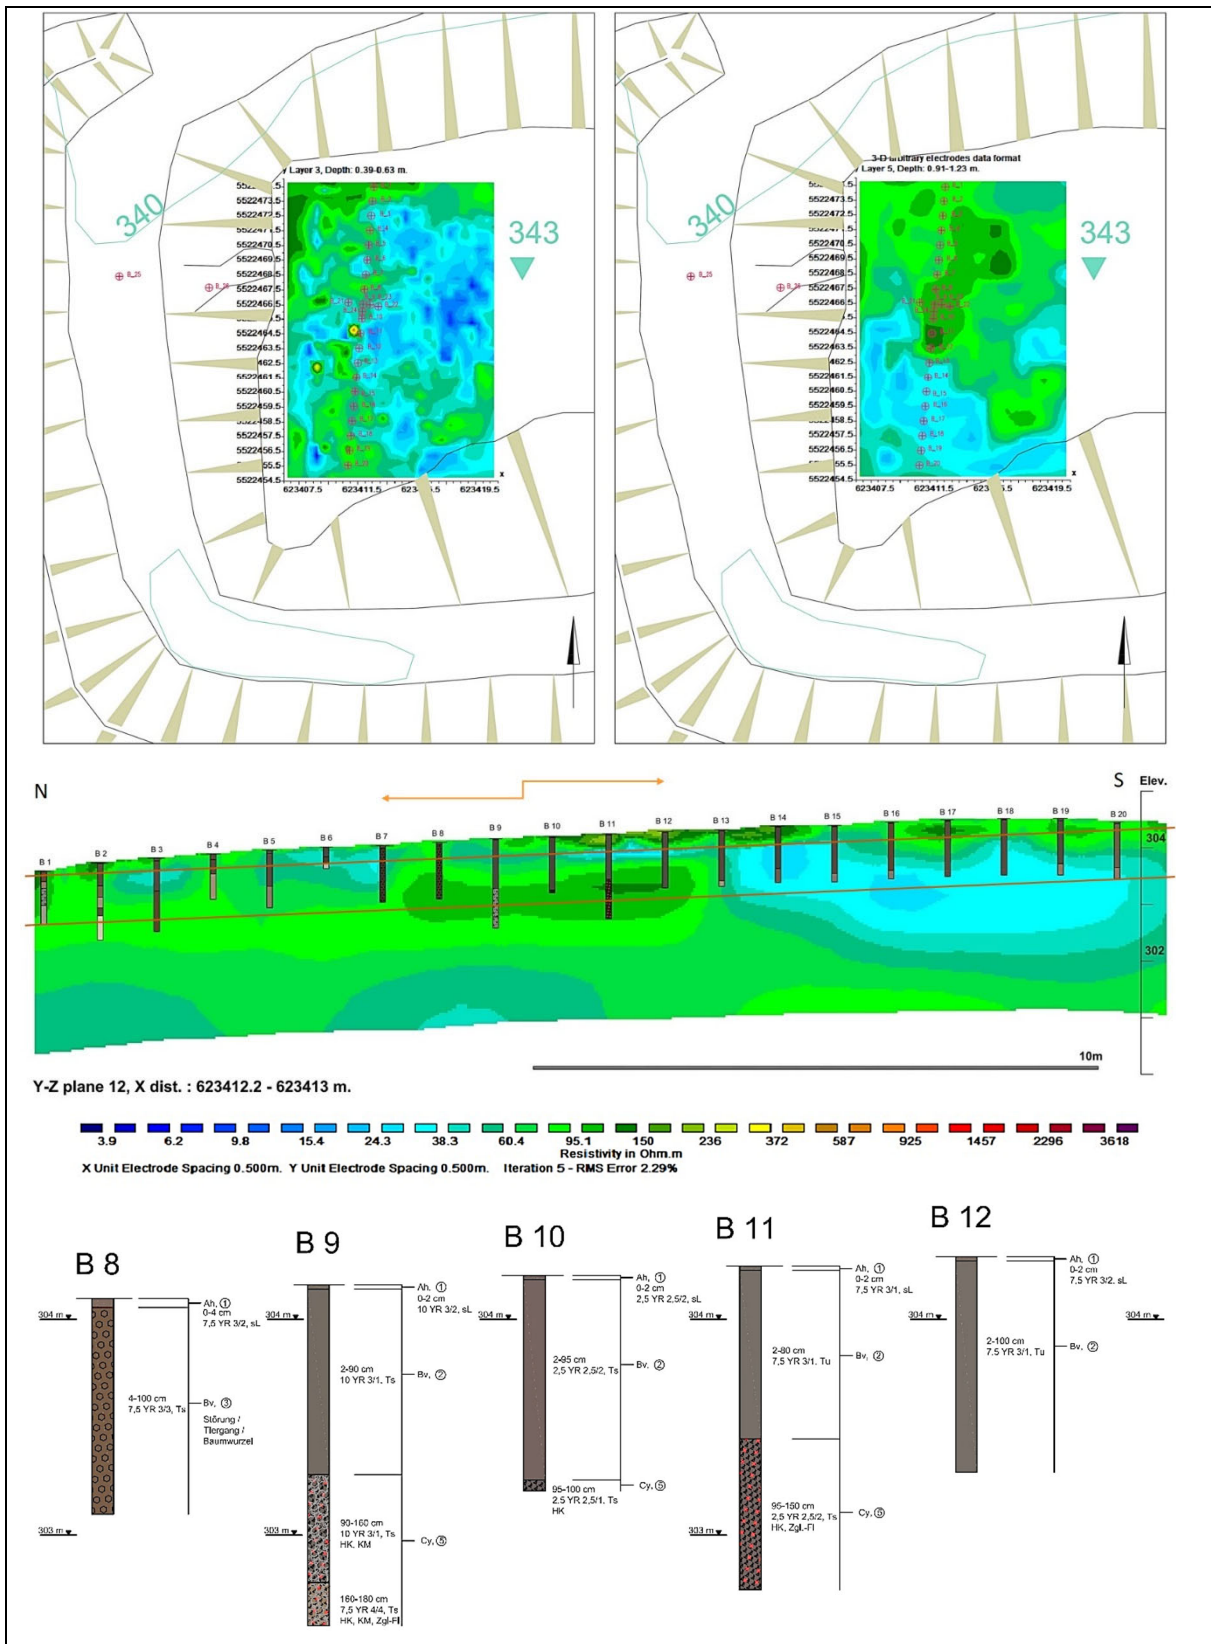 340
343
y Layer 3, Depth: 0.39-0.63 m.
5522473.5
5522472.5
5522470.5
5522469.5
5522468.5
5522467.5
5522466.5
5522464.5
5522463.5
462.5
5522461.5
5522460.5
5522459.5
5522458.5
5522457.5
5522456.5
55.5
5522454.5
623407.5
623411.5
623419.5
x
B_25
B_26
340
343
3-D arbitrary electrodes data format
y Layer 5, Depth: 0.91-1.23 m.
5522473.5
5522472.5
5522470.5
5522469.5
5522468.5
5522467.5
5522466.5
5522464.5
5522463.5
462.5
5522461.5
5522460.5
5522459.5
5522458.5
5522457.5
5522456.5
55.5
5522454.5
623407.5
623411.5
623419.5
x
B_25
N
S
Elev.
B 1
B 2
B 3
B 4
B 5
B 6
B 7
B 8
B 9
B 10
B 11
B 12
B 13
B 14
B 15
B 16
B 17
B 18
B 19
B 20
304
302
10m
Y-Z plane 12, X dist. : 623412.2 - 623413 m.
3.9 6.2 9.8 15.4 24.3 38.3 60.4 95.1 150 236 372 587 925 1457 2296 3618
Resistivity in Ohm.m
X Unit Electrode Spacing 0.500m. Y Unit Electrode Spacing 0.500m. Iteration 5 - RMS Error 2.29%
B 8
304 m
303 m
Ah, ①
0-4 cm
7,5 YR 3/2, sL
4-100 cm
7,5 YR 3/3, Ts
Bv, ③
Störung /
Tiergang /
Baumwurzel
B 9
304 m
303 m
Ah, ①
0-2 cm
10 YR 3/2, sL
2-90 cm
10 YR 3/1, Ts
Bv, ②
90-160 cm
10 YR 3/1, Ts
HK, KM
Cy, ⑤
160-180 cm
7,5 YR 4/4, Ts
HK, KM, Zgl-Fl
B 10
304 m
Ah, ①
0-2 cm
2,5 YR 2,5/2, sL
2-95 cm
2,5 YR 2,5/2, Ts
Bv, ②
95-100 cm
2,5 YR 2,5/1, Ts
HK
Cy, ⑤
B 11
304 m
303 m
Ah, ①
0-2 cm
7,5 YR 3/1, sL
2-80 cm
7,5 YR 3/1, Tu
Bv, ②
95-150 cm
2,5 YR 2,5/2, Ts
HK, Zgl.-Fl
Cy, ⑤
B 12
304 m
304 m
303 m
Ah, ①
0-2 cm
7,5 YR 3/2, sL
2-100 cm
7,5 YR 3/1, Tu
Bv, ②